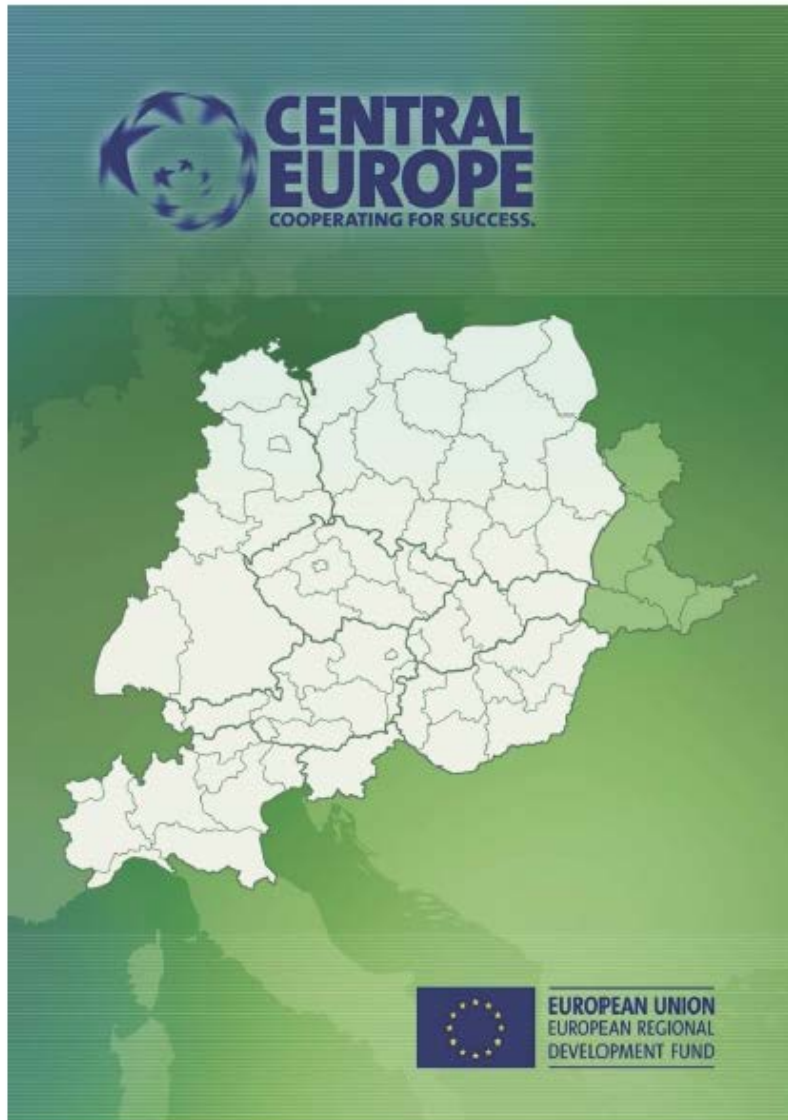 CENTRAL
EUROPE
COOPERATING FOR SUCCESS.
EUROPEAN UNION
EUROPEAN REGIONAL
DEVELOPMENT FUND